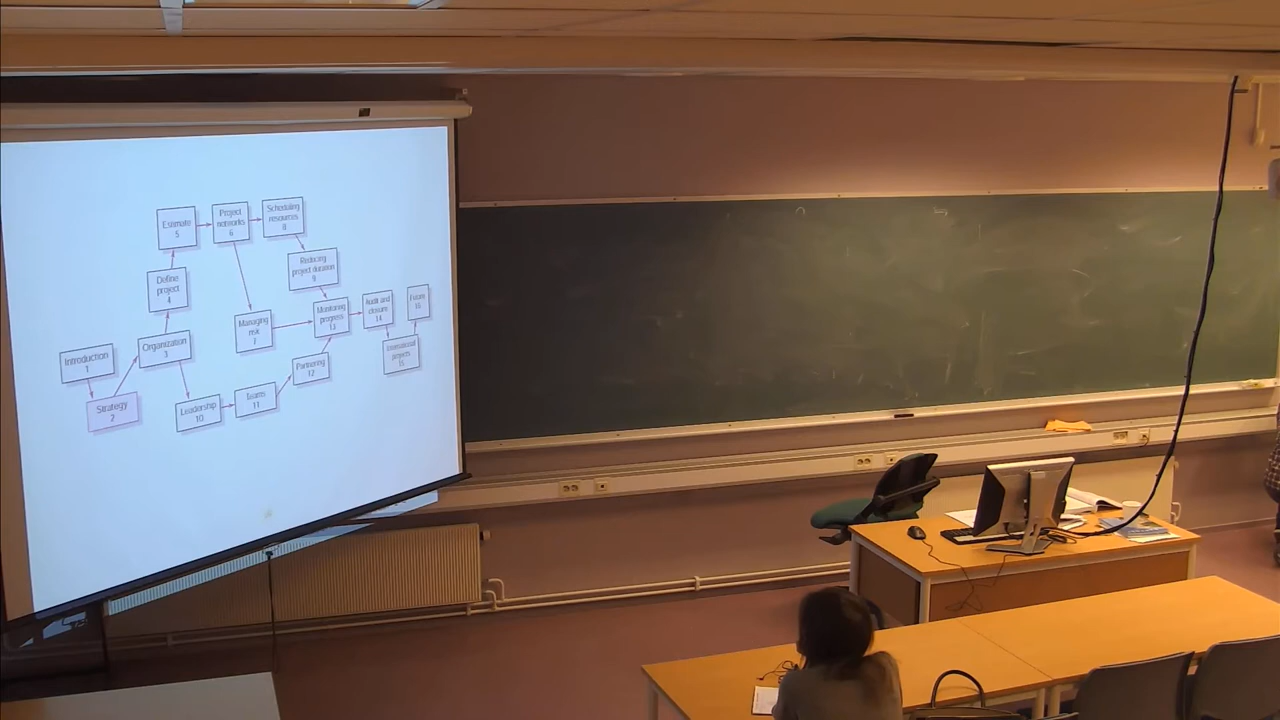 Introduction
1
Strategy
2
Organization
3
Define
project
4
Estimate
5
Project
networks
6
Scheduling
resources
8
Reducing
project duration
9
Managing
risk
7
Monitoring
progress
13
Audit and
closure
14
Future
16
International
projects
15
Leadership
10
Teams
11
Partnering
12